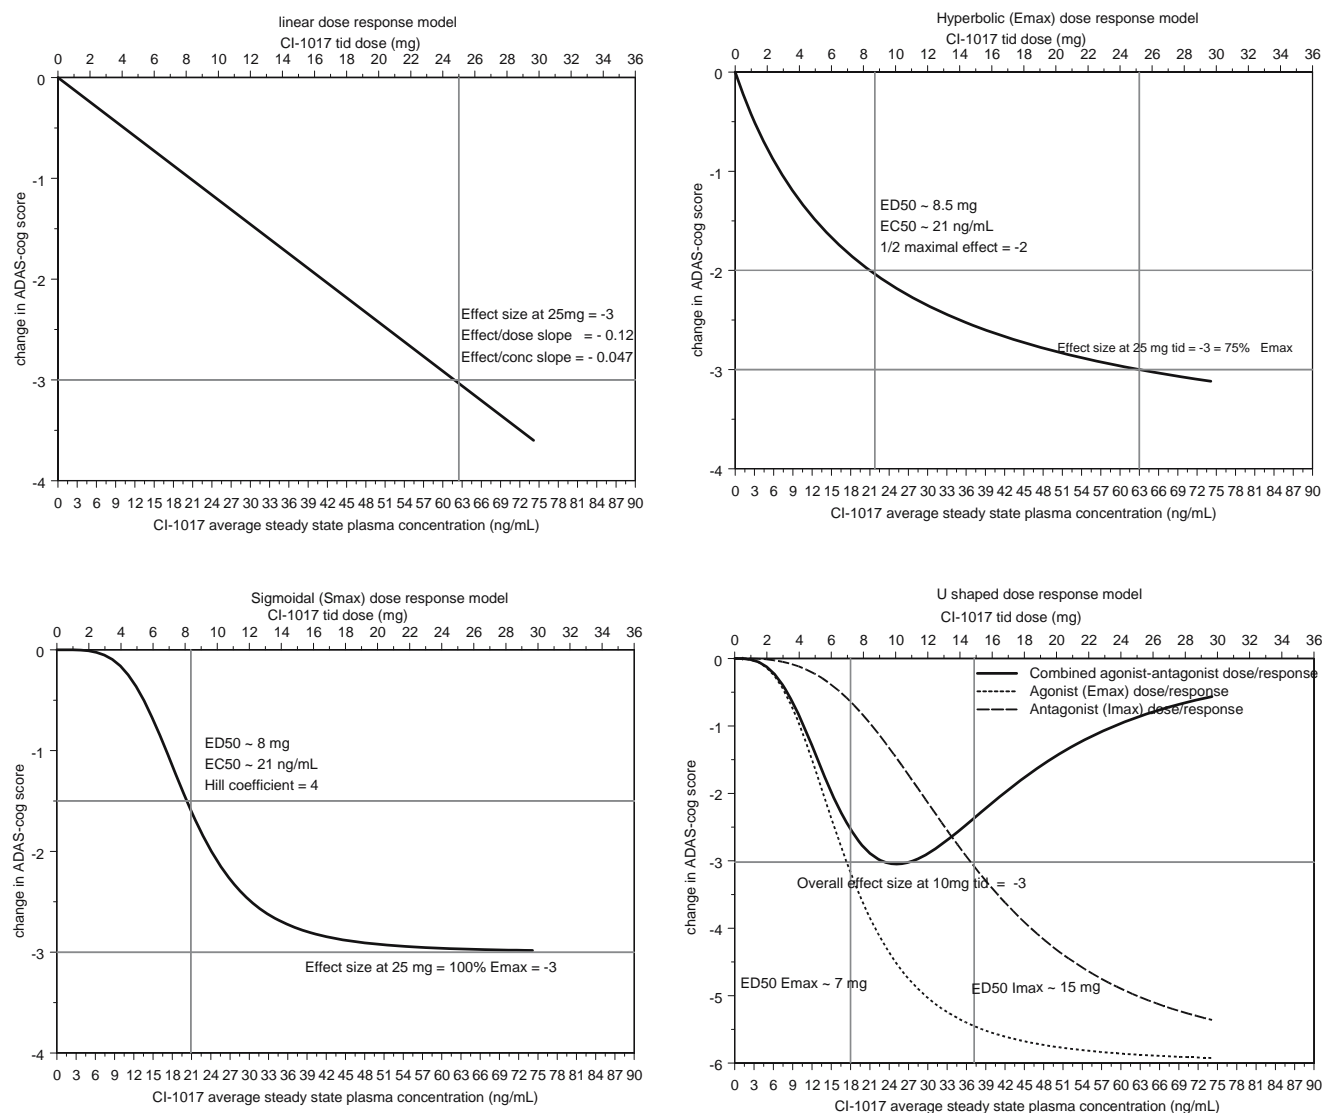 linear dose response model
CI-1017 tid dose (mg)
0 2 4 6 8 10 12 14 16 18 20 22 24 26 28 30 32 34 36
0
-1
-2
-3
-4
change in ADAS-cog score
Effect size at 25mg = -3
Effect/dose slope = - 0.12
Effect/conc slope = - 0.047
0 3 6 9 12 15 18 21 24 27 30 33 36 39 42 45 48 51 54 57 60 63 66 69 72 75 78 81 84 87 90
CI-1017 average steady state plasma concentration (ng/mL)
Hyperbolic (Emax) dose response model
CI-1017 tid dose (mg)
0 2 4 6 8 10 12 14 16 18 20 22 24 26 28 30 32 34 36
0
-1
-2
-3
-4
change in ADAS-cog score
ED50 ~ 8.5 mg
EC50 ~ 21 ng/mL
1/2 maximal effect = -2
Effect size at 25 mg tid = -3 = 75% Emax
0 3 6 9 12 15 18 21 24 27 30 33 36 39 42 45 48 51 54 57 60 63 66 69 72 75 78 81 84 87 90
CI-1017 average steady state plasma concentration (ng/mL)
Sigmoidal (Smax) dose response model
CI-1017 tid dose (mg)
0 2 4 6 8 10 12 14 16 18 20 22 24 26 28 30 32 34 36
0
-1
-2
-3
-4
change in ADAS-cog score
ED50 ~ 8 mg
EC50 ~ 21 ng/mL
Hill coefficient = 4
Effect size at 25 mg = 100% Emax = -3
0 3 6 9 12 15 18 21 24 27 30 33 36 39 42 45 48 51 54 57 60 63 66 69 72 75 78 81 84 87 90
CI-1017 average steady state plasma concentration (ng/mL)
U shaped dose response model
CI-1017 tid dose (mg)
0 2 4 6 8 10 12 14 16 18 20 22 24 26 28 30 32 34 36
0
-1
-2
-3
-4
-5
-6
change in ADAS-cog score
Combined agonist-antagonist dose/response
Agonist (Emax) dose/response
Antagonist (Imax) dose/response
Overall effect size at 10mg tid = -3
ED50 Emax ~ 7 mg
ED50 Imax ~ 15 mg
0 3 6 9 12 15 18 21 24 27 30 33 36 39 42 45 48 51 54 57 60 63 66 69 72 75 78 81 84 87 90
CI-1017 average steady state plasma concentration (ng/mL)